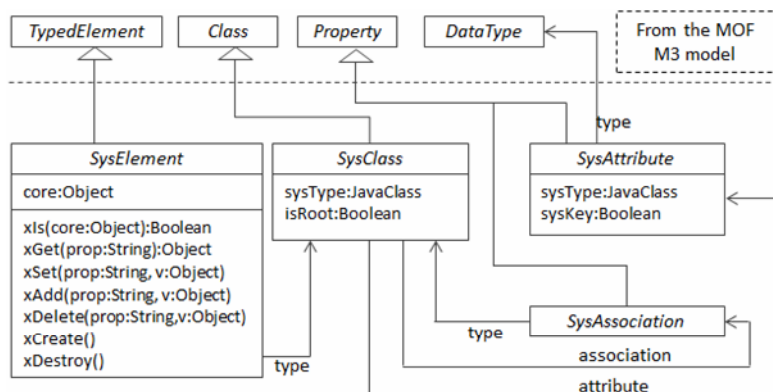 TypedElement
Class
Property
DataType
From the MOF
M3 model
type
SysElement
core:Object
xIs(core:Object):Boolean
xGet(prop:String):Object
xSet(prop:String, v:Object)
xAdd(prop:String, v:Object)
xDelete(prop:String,v:Object)
xCreate()
xDestroy()
SysClass
sysType:JavaClass
isRoot:Boolean
SysAttribute
sysType:JavaClass
sysKey:Boolean
SysAssociation
type
type
association
attribute